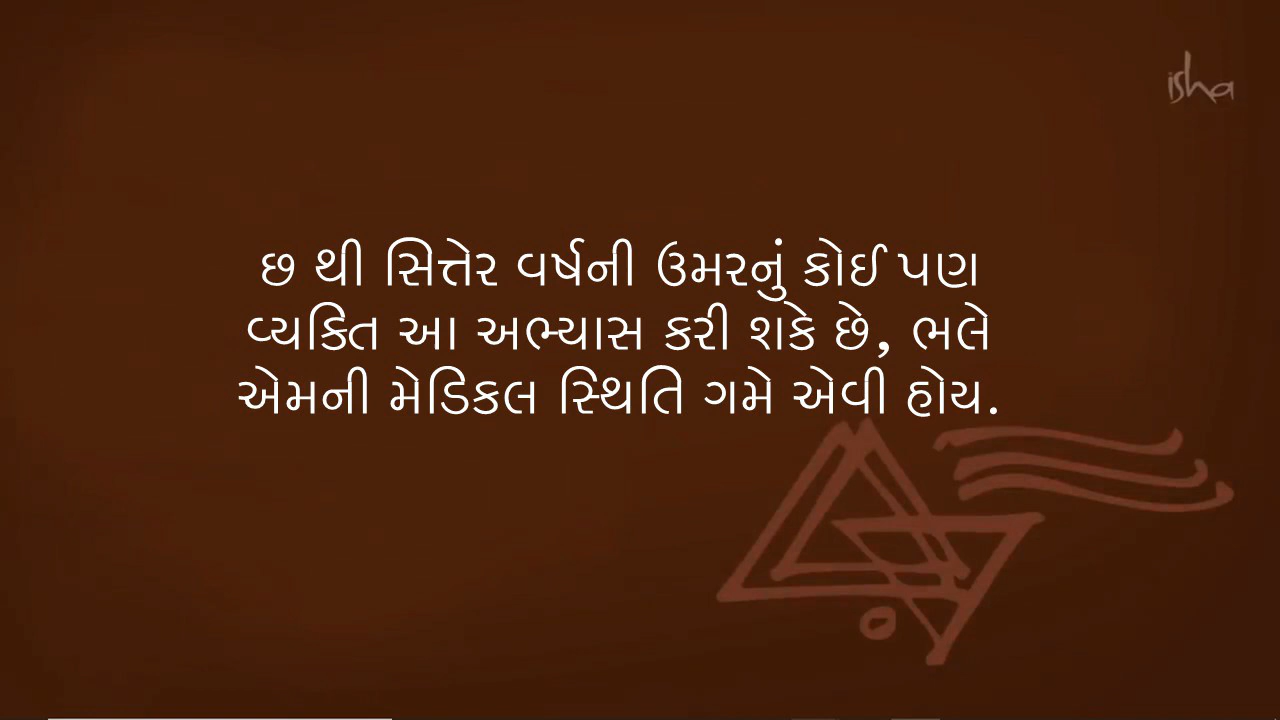 isha
છ થી સિત્તેર વર્ષની ઉમરનું કોઈ પણ
વ્યક્તિ આ અભ્યાસ કરી શકે છે, ભલે
એમની મેડિકલ સ્થિતિ ગમે એવી હોય.